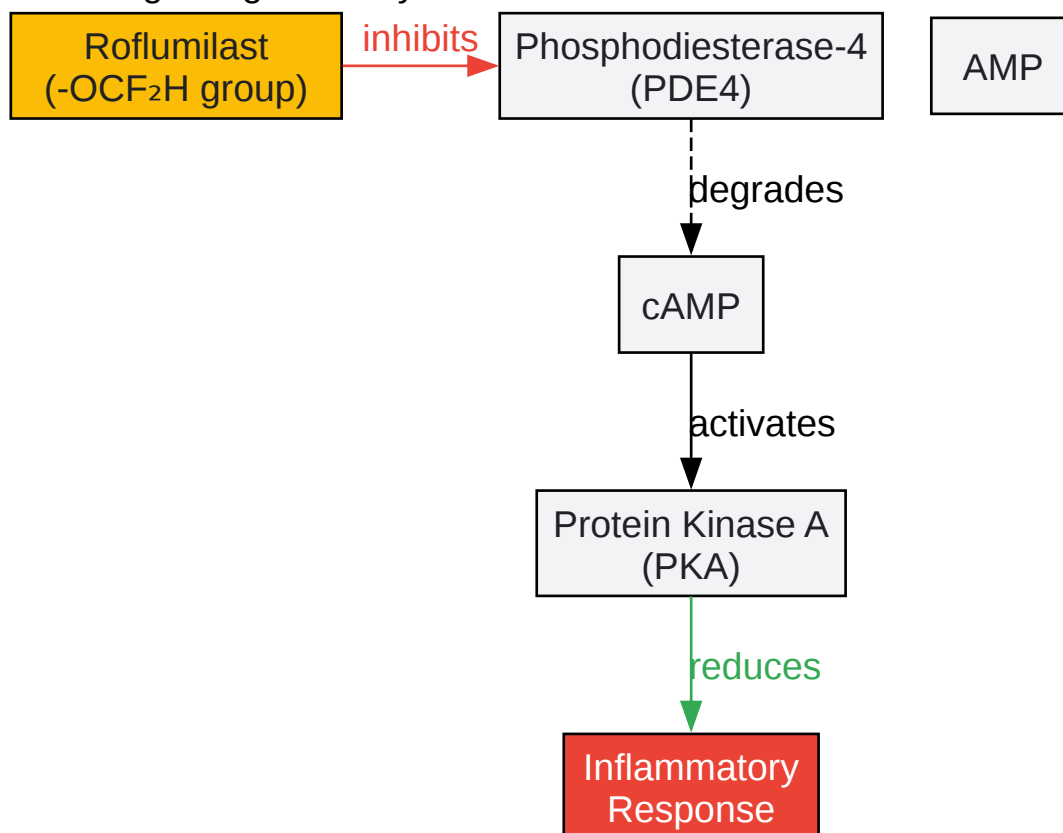 Roflumilast
(-OCF₂H group)
inhibits
Phosphodiesterase-4
(PDE4)
AMP
degrades
cAMP
activates
Protein Kinase A
(PKA)
reduces
Inflammatory
Response